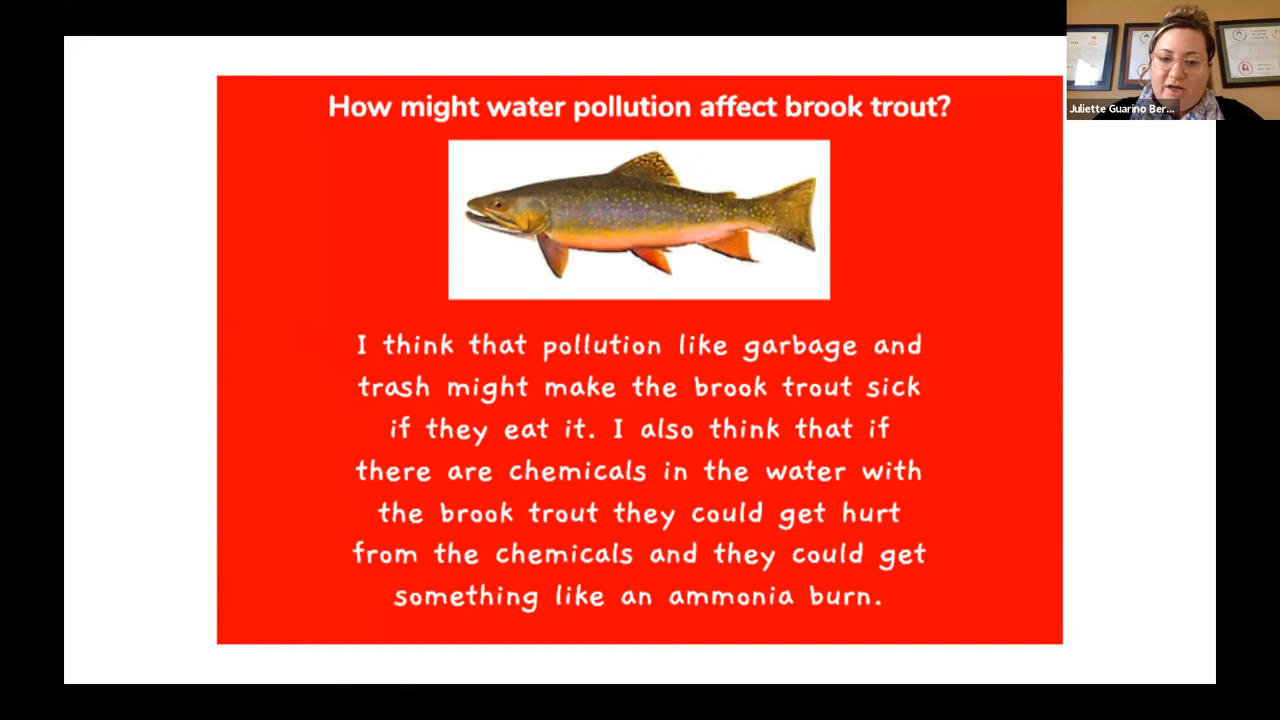 How might water pollution affect brook trout?
Juliette Guarino Ber...
I think that pollution like garbage and
trash might make the brook trout sick
if they eat it. I also think that if
there are chemicals in the water with
the brook trout they could get hurt
from the chemicals and they could get
something like an ammonia burn.